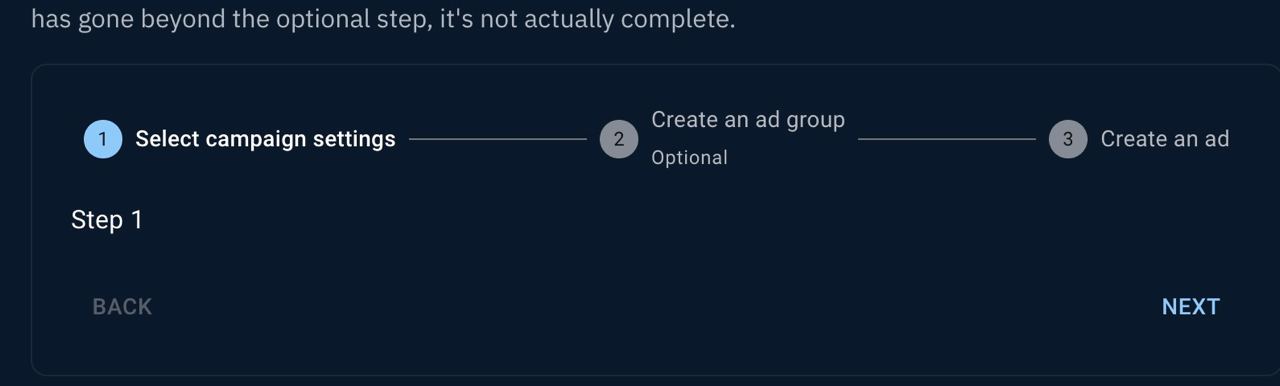 has gone beyond the optional step, it's not actually complete.
1 Select campaign settings
2 Create an ad group
Optional
3 Create an ad
Step 1
BACK
NEXT